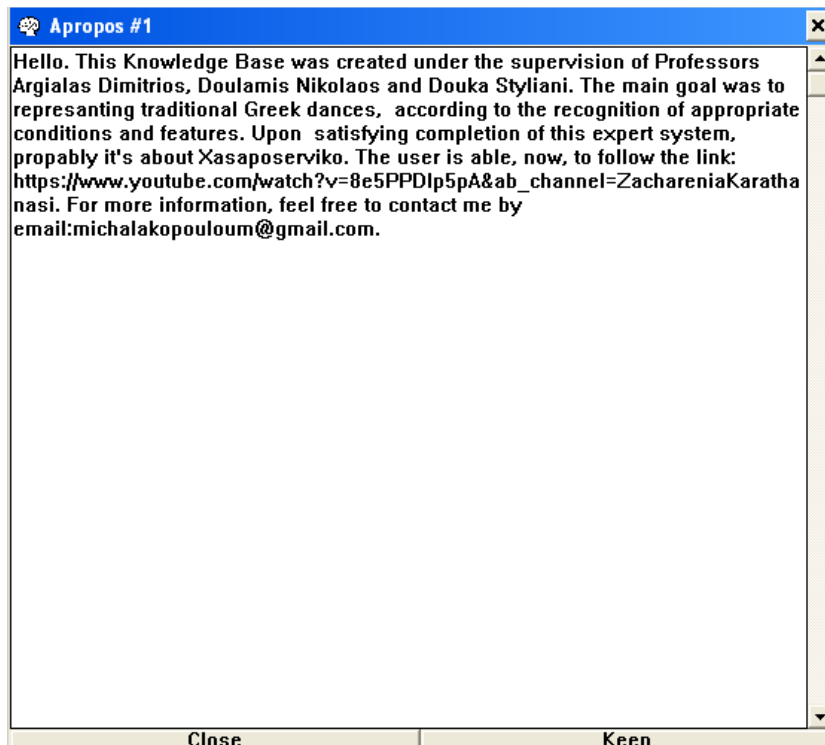 Apropos #1
Hello. This Knowledge Base was created under the supervision of Professors
Argialas Dimitrios, Doulamis Nikolaos and Douka Styliani. The main goal was to
represanting traditional Greek dances,  according to the recognition of appropriate
conditions and features. Upon  satisfying completion of this expert system,
propably it's about Xasaposerviko. The user is able, now, to follow the link:
https://www.youtube.com/watch?v=8e5PPDlp5pA&ab_channel=ZachareniaKaratha
nasi. For more information, feel free to contact me by
email:michalakopouloum@gmail.com.
Close Keep